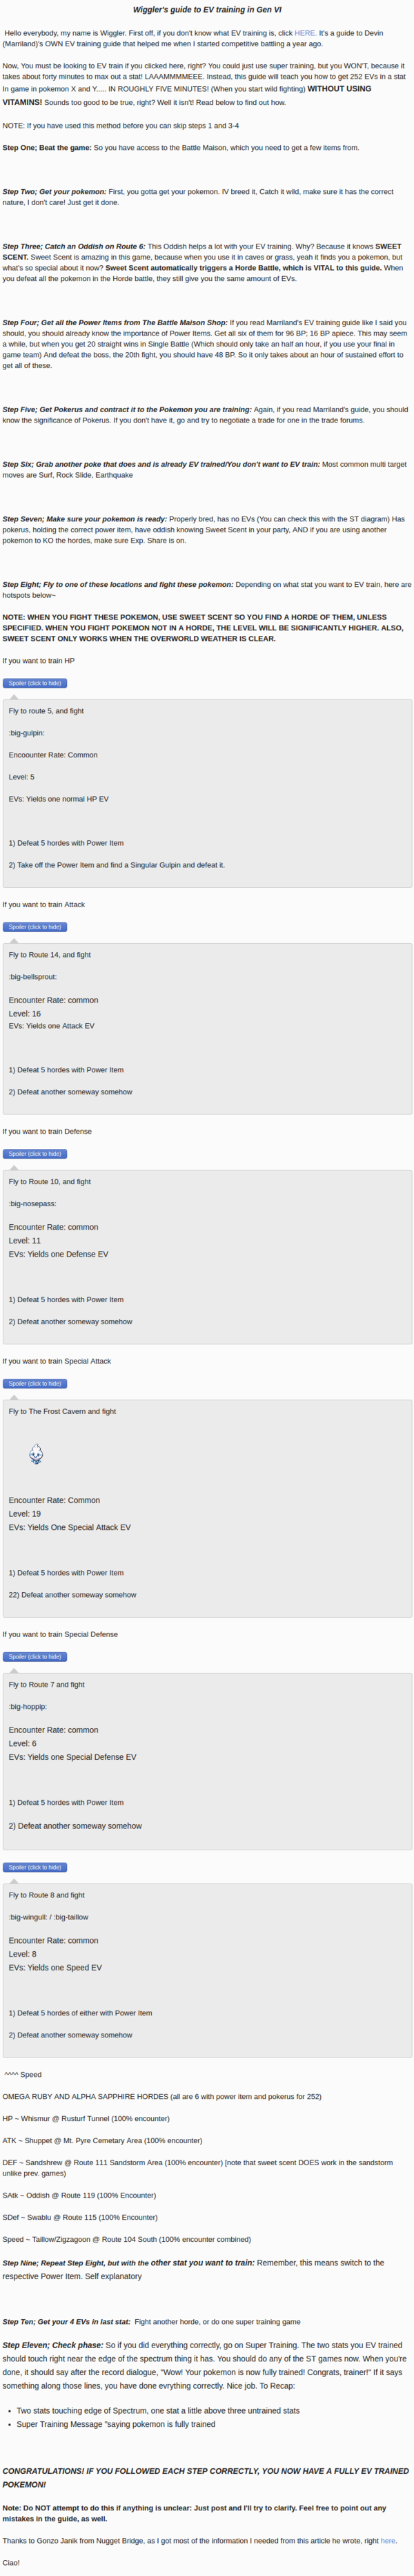 Wiggler's guide to EV training in Gen VI
Hello everybody, my name is Wiggler. First off, if you don't know what EV training is, click HERE. It's a guide to Devin
(Marriland)'s OWN EV training guide that helped me when I started competitive battling a year ago.
Now, You must be looking to EV train if you clicked here, right? You could just use super training, but you WON'T, because it
takes about forty minutes to max out a stat! LAAAMMMMEEE. Instead, this guide will teach you how to get 252 EVs in a stat
In game in pokemon X and Y..... IN ROUGHLY FIVE MINUTES! (When you start wild fighting) WITHOUT USING
VITAMINS! Sounds too good to be true, right? Well it isn't! Read below to find out how.
NOTE: If you have used this method before you can skip steps 1 and 3-4
Step One; Beat the game: So you have access to the Battle Maison, which you need to get a few items from.
Step Two; Get your pokemon: First, you gotta get your pokemon. IV breed it, Catch it wild, make sure it has the correct
nature, I don't care! Just get it done.
Step Three; Catch an Oddish on Route 6: This Oddish helps a lot with your EV training. Why? Because it knows SWEET
SCENT. Sweet Scent is amazing in this game, because when you use it in caves or grass, yeah it finds you a pokemon, but
what's so special about it now? Sweet Scent automatically triggers a Horde Battle, which is VITAL to this guide. When
you defeat all the pokemon in the Horde battle, they still give you the same amount of EVs.
Step Four; Get all the Power Items from The Battle Maison Shop: If you read Marriland's EV training guide like I said you
should, you should already know the importance of Power Items. Get all six of them for 96 BP; 16 BP apiece. This may seem
a while, but when you get 20 straight wins in Single Battle (Which should only take an half an hour, if you use your final in
game team) And defeat the boss, the 20th fight, you should have 48 BP. So it only takes about an hour of sustained effort to
get all of these.
Step Five; Get Pokerus and contract it to the Pokemon you are training: Again, if you read Marriland's guide, you should
know the significance of Pokerus. If you don't have it, go and try to negotiate a trade for one in the trade forums.
Step Six; Grab another poke that does and is already EV trained/You don't want to EV train: Most common multi target
moves are Surf, Rock Slide, Earthquake
Step Seven; Make sure your pokemon is ready: Properly bred, has no EVs (You can check this with the ST diagram) Has
pokerus, holding the correct power item, have oddish knowing Sweet Scent in your party, AND if you are using another
pokemon to KO the hordes, make sure Exp. Share is on.
Step Eight; Fly to one of these locations and fight these pokemon: Depending on what stat you want to EV train, here are
hotspots below~
NOTE: WHEN YOU FIGHT THESE POKEMON, USE SWEET SCENT SO YOU FIND A HORDE OF THEM, UNLESS
SPECIFIED. WHEN YOU FIGHT POKEMON NOT IN A HORDE, THE LEVEL WILL BE SIGNIFICANTLY HIGHER. ALSO,
SWEET SCENT ONLY WORKS WHEN THE OVERWORLD WEATHER IS CLEAR.
If you want to train HP
Spoiler (click to hide)
Fly to route 5, and fight
:big-gulpin:
Encoounter Rate: Common
Level: 5
EVs: Yields one normal HP EV
1) Defeat 5 hordes with Power Item
2) Take off the Power Item and find a Singular Gulpin and defeat it.
If you want to train Attack
Spoiler (click to hide)
Fly to Route 14, and fight
:big-bellsprout:
Encounter Rate: common
Level: 16
EVs: Yields one Attack EV
1) Defeat 5 hordes with Power Item
2) Defeat another someway somehow
If you want to train Defense
Spoiler (click to hide)
Fly to Route 10, and fight
:big-nosepass:
Encounter Rate: common
Level: 11
EVs: Yields one Defense EV
1) Defeat 5 hordes with Power Item
2) Defeat another someway somehow
If you want to train Special Attack
Spoiler (click to hide)
Fly to The Frost Cavern and fight
Encounter Rate: Common
Level: 19
EVs: Yields One Special Attack EV
1) Defeat 5 hordes with Power Item
22) Defeat another someway somehow
If you want to train Special Defense
Spoiler (click to hide)
Fly to Route 7 and fight
:big-hoppip:
Encounter Rate: common
Level: 6
EVs: Yields one Special Defense EV
1) Defeat 5 hordes with Power Item
2) Defeat another someway somehow
Spoiler (click to hide)
Fly to Route 8 and fight
:big-wingull: / :big-taillow
Encounter Rate: common
Level: 8
EVs: Yields one Speed EV
1) Defeat 5 hordes of either with Power Item
2) Defeat another someway somehow
^^^^ Speed
OMEGA RUBY AND ALPHA SAPPHIRE HORDES (all are 6 with power item and pokerus for 252)
HP ~ Whismur @ Rusturf Tunnel (100% encounter)
ATK ~ Shuppet @ Mt. Pyre Cemetary Area (100% encounter)
DEF ~ Sandshrew @ Route 111 Sandstorm Area (100% encounter) [note that sweet scent DOES work in the sandstorm
unlike prev. games)
SAtk ~ Oddish @ Route 119 (100% Encounter)
SDef ~ Swablu @ Route 115 (100% Encounter)
Speed ~ Taillow/Zigzagoon @ Route 104 South (100% encounter combined)
Step Nine; Repeat Step Eight, but with the other stat you want to train: Remember, this means switch to the
respective Power Item. Self explanatory
Step Ten; Get your 4 EVs in last stat: Fight another horde, or do one super training game
Step Eleven; Check phase: So if you did everything correctly, go on Super Training. The two stats you EV trained
should touch right near the edge of the spectrum thing it has. You should do any of the ST games now. When you're
done, it should say after the record dialogue, "Wow! Your pokemon is now fully trained! Congrats, trainer!" If it says
something along those lines, you have done evrything correctly. Nice job. To Recap:
• Two stats touching edge of Spectrum, one stat a little above three untrained stats
• Super Training Message "saying pokemon is fully trained
CONGRATULATIONS! IF YOU FOLLOWED EACH STEP CORRECTLY, YOU NOW HAVE A FULLY EV TRAINED
POKEMON!
Note: Do NOT attempt to do this if anything is unclear: Just post and I'll try to clarify. Feel free to point out any
mistakes in the guide, as well.
Thanks to Gonzo Janik from Nugget Bridge, as I got most of the information I needed from this article he wrote, right here.
Ciao!